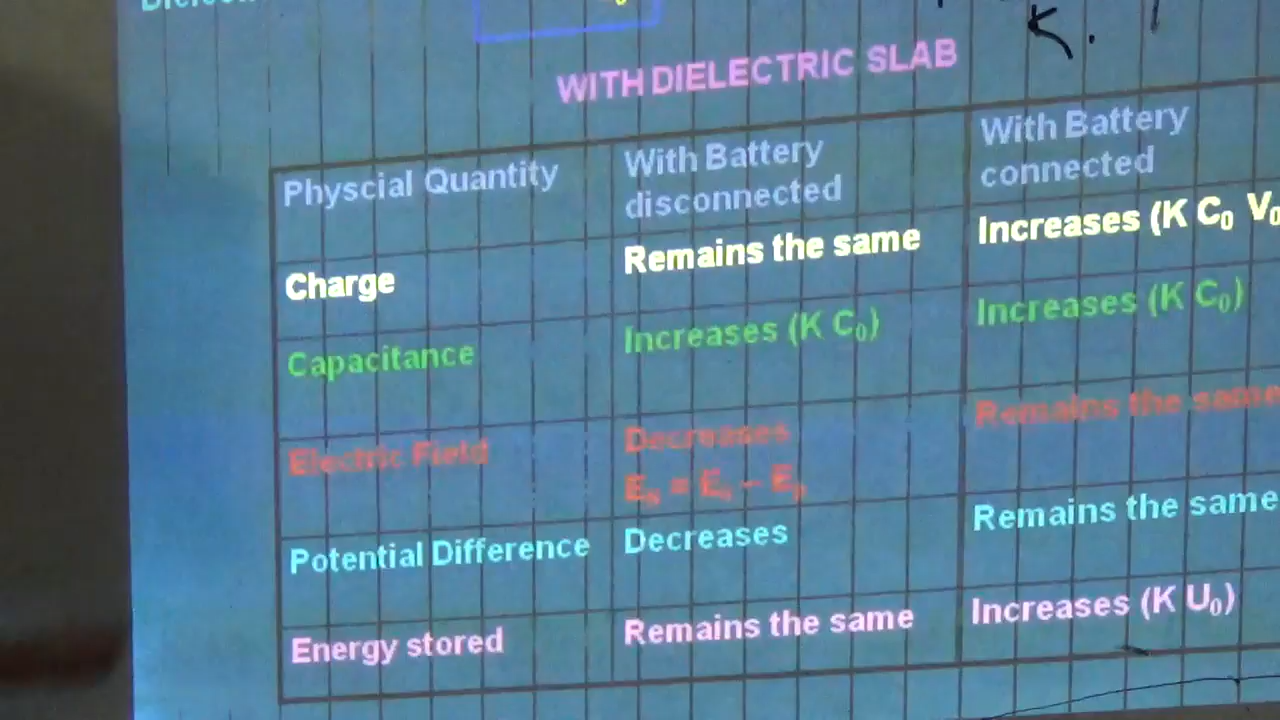 K.
WITH DIELECTRIC SLAB
Physcial Quantity
With Battery
disconnected
With Battery
connected
Charge
Remains the same
Increases (K C₀ V₀
Capacitance
Increases (K C₀)
Increases (K C₀)
Electric Field
Decreases
Remains the same
Potential Difference
Decreases
Remains the same
Energy stored
Remains the same
Increases (K U₀)